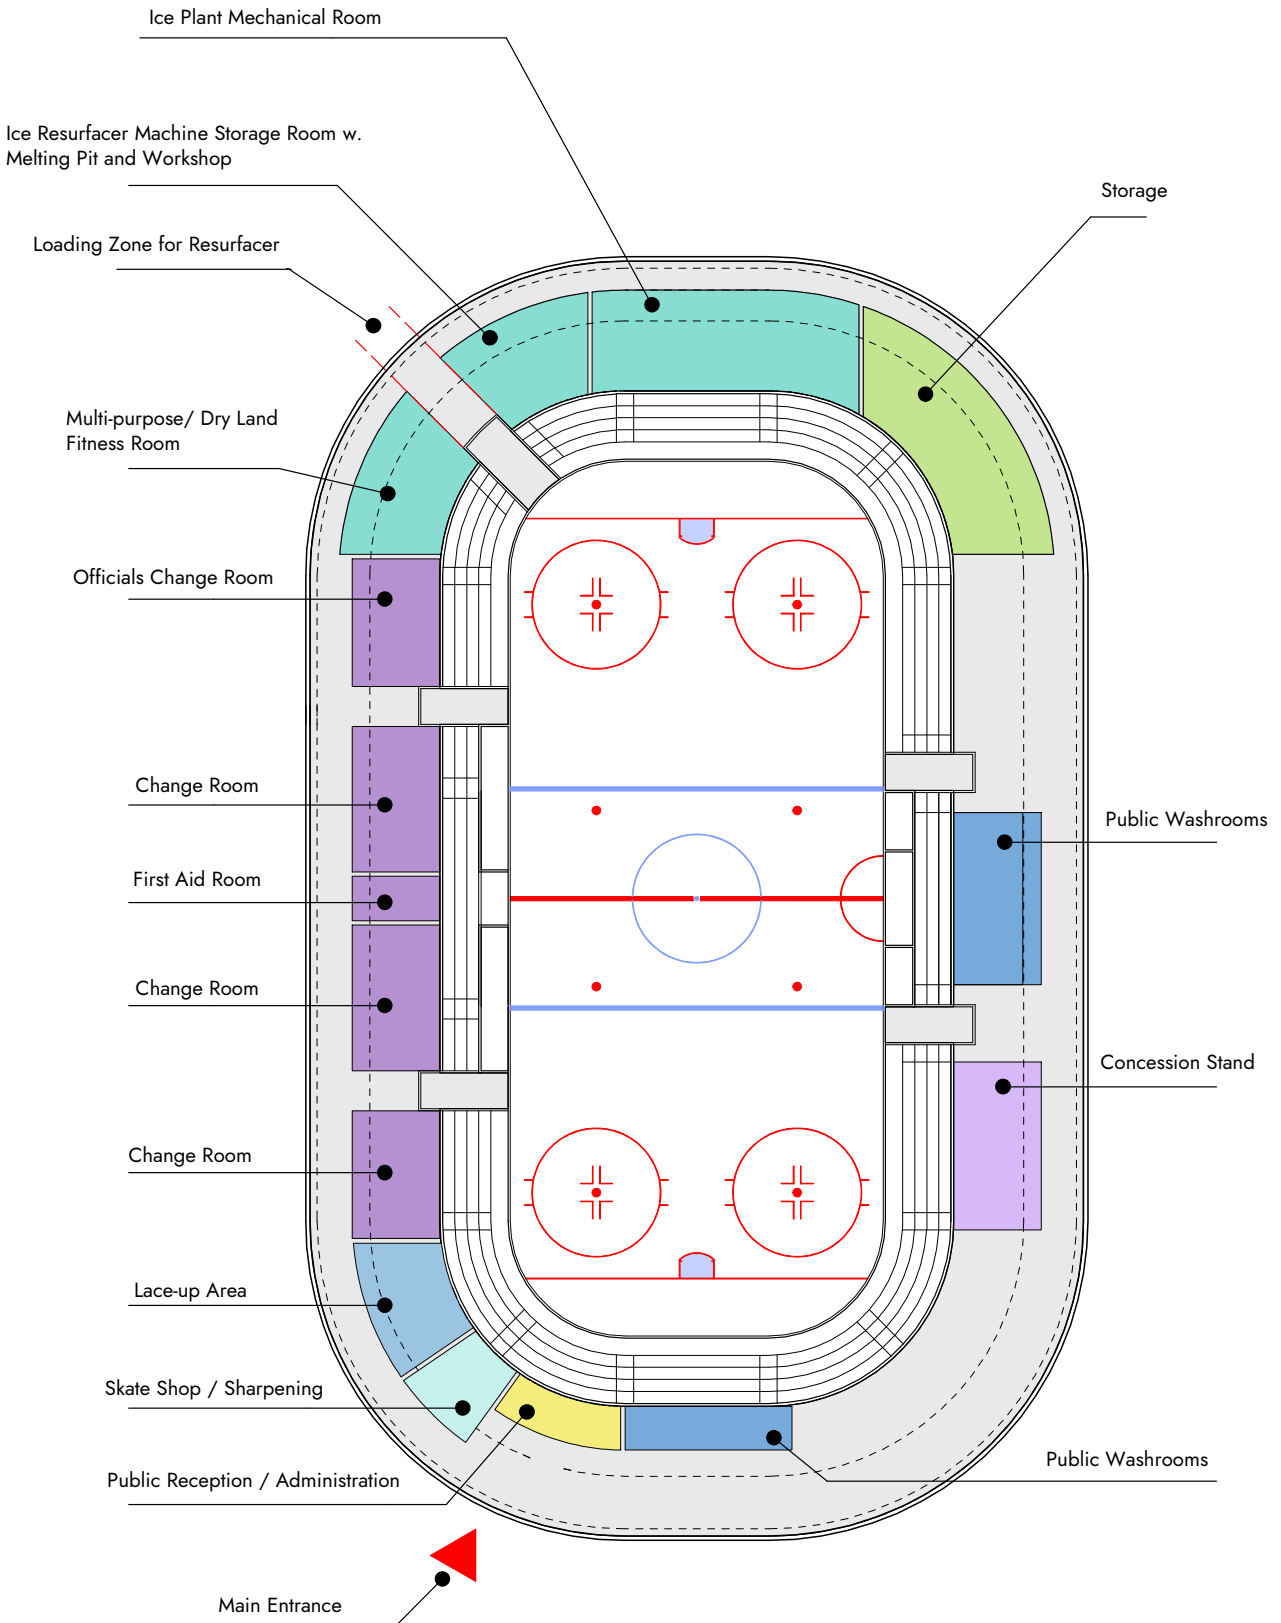 Ice Plant Mechanical Room
Ice Resurfacer Machine Storage Room w.
Melting Pit and Workshop
Storage
Loading Zone for Resurfacer
Multi-purpose/ Dry Land
Fitness Room
Officials Change Room
Change Room
Public Washrooms
First Aid Room
Change Room
Concession Stand
Change Room
Lace-up Area
Skate Shop / Sharpening
Public Washrooms
Public Reception / Administration
Main Entrance